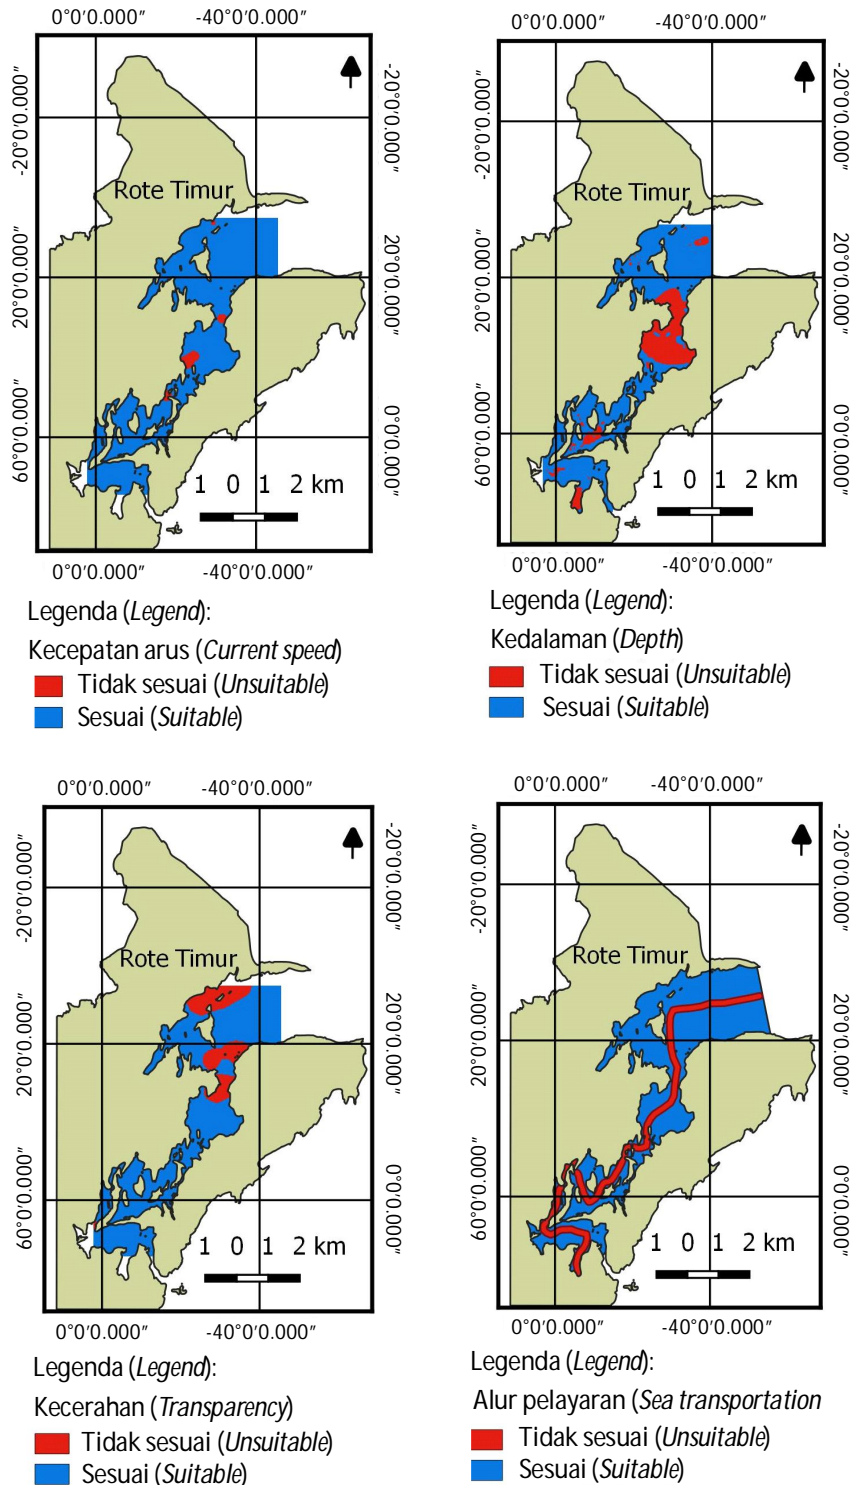 0°0′0.000″ -40°0′0.000″
-20°0′0.000″ -20°0′0.000″
Rote Timur
20°0′0.000″ 20°0′0.000″
60°0′0.000″ 0°0′0.000″
1 0 1 2 km
0°0′0.000″ -40°0′0.000″
Legenda (Legend):
Kecepatan arus (Current speed)
Tidak sesuai (Unsuitable)
Sesuai (Suitable)
0°0′0.000″ -40°0′0.000″
-20°0′0.000″ -20°0′0.000″
Rote Timur
20°0′0.000″ 20°0′0.000″
60°0′0.000″ 0°0′0.000″
1 0 1 2 km
0°0′0.000″ -40°0′0.000″
Legenda (Legend):
Kedalaman (Depth)
Tidak sesuai (Unsuitable)
Sesuai (Suitable)
0°0′0.000″ -40°0′0.000″
-20°0′0.000″ -20°0′0.000″
Rote Timur
20°0′0.000″ 20°0′0.000″
60°0′0.000″ 0°0′0.000″
1 0 1 2 km
0°0′0.000″ -40°0′0.000″
Legenda (Legend):
Kecerahan (Transparency)
Tidak sesuai (Unsuitable)
Sesuai (Suitable)
0°0′0.000″ -40°0′0.000″
-20°0′0.000″ -20°0′0.000″
Rote Timur
20°0′0.000″ 20°0′0.000″
60°0′0.000″ 0°0′0.000″
1 0 1 2 km
0°0′0.000″ -40°0′0.000″
Legenda (Legend):
Alur pelayaran (Sea transportation
Tidak sesuai (Unsuitable)
Sesuai (Suitable)